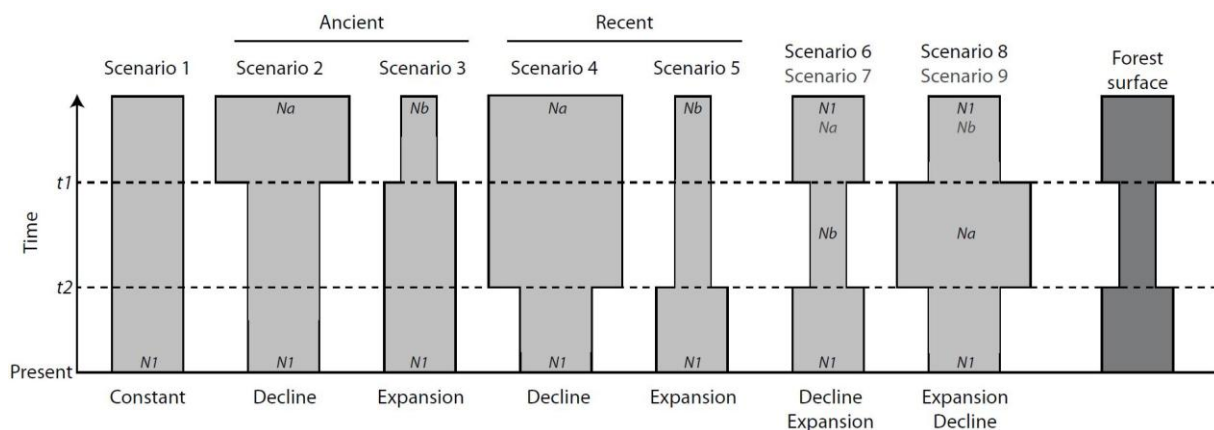 Ancient
Recent
Scenario 1
Scenario 2
Scenario 3
Scenario 4
Scenario 5
Scenario 6
Scenario 7
Scenario 8
Scenario 9
Forest
surface
Na
Nb
Na
Nb
N1
Na
N1
Nb
t1
Time
Nb
Na
t2
Present
N1
N1
N1
N1
N1
N1
N1
Constant
Decline
Expansion
Decline
Expansion
Decline
Expansion
Expansion
Decline